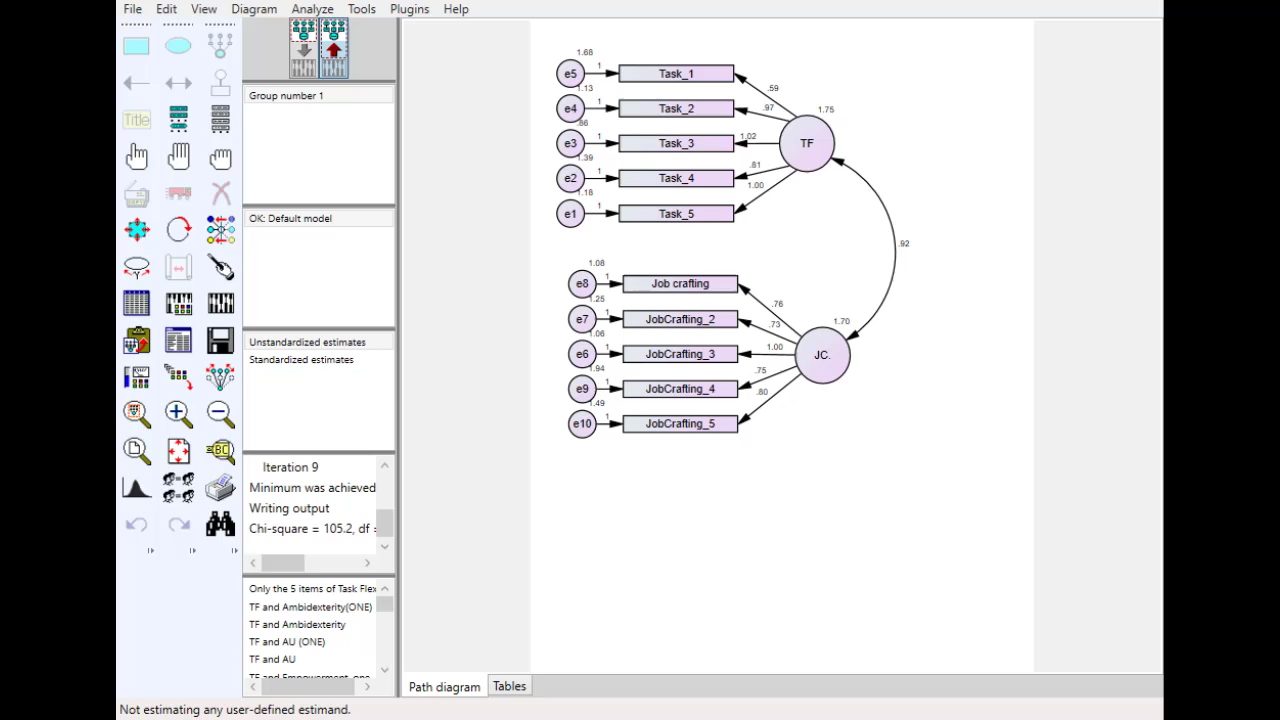 File Edit View Diagram Analyze Tools Plugins Help
Title
Group number 1
OK: Default model
Unstandardized estimates
Standardized estimates
Iteration 9
Minimum was achieved
Writing output
Chi-square = 105.2, df =
Only the 5 items of Task Flex
TF and Ambidexterity(ONE)
TF and Ambidexterity
TF and AU (ONE)
TF and AU
TF and Empowerment_one
1.68
e5 1 Task_1 .59
1.13
e4 1 Task_2 .97
1.75
.86
e3 1 Task_3 1.02 TF
1.39
e2 1 Task_4 .81
1.18
e1 1 Task_5 1.00
.92
1.08
e8 1 Job crafting .76
1.25
e7 1 JobCrafting_2 .73
1.70
1.06
e6 1 JobCrafting_3 1.00 JC.
1.94
e9 1 JobCrafting_4 .75
1.49
e10 1 JobCrafting_5 .80
Path diagram Tables
Not estimating any user-defined estimand.